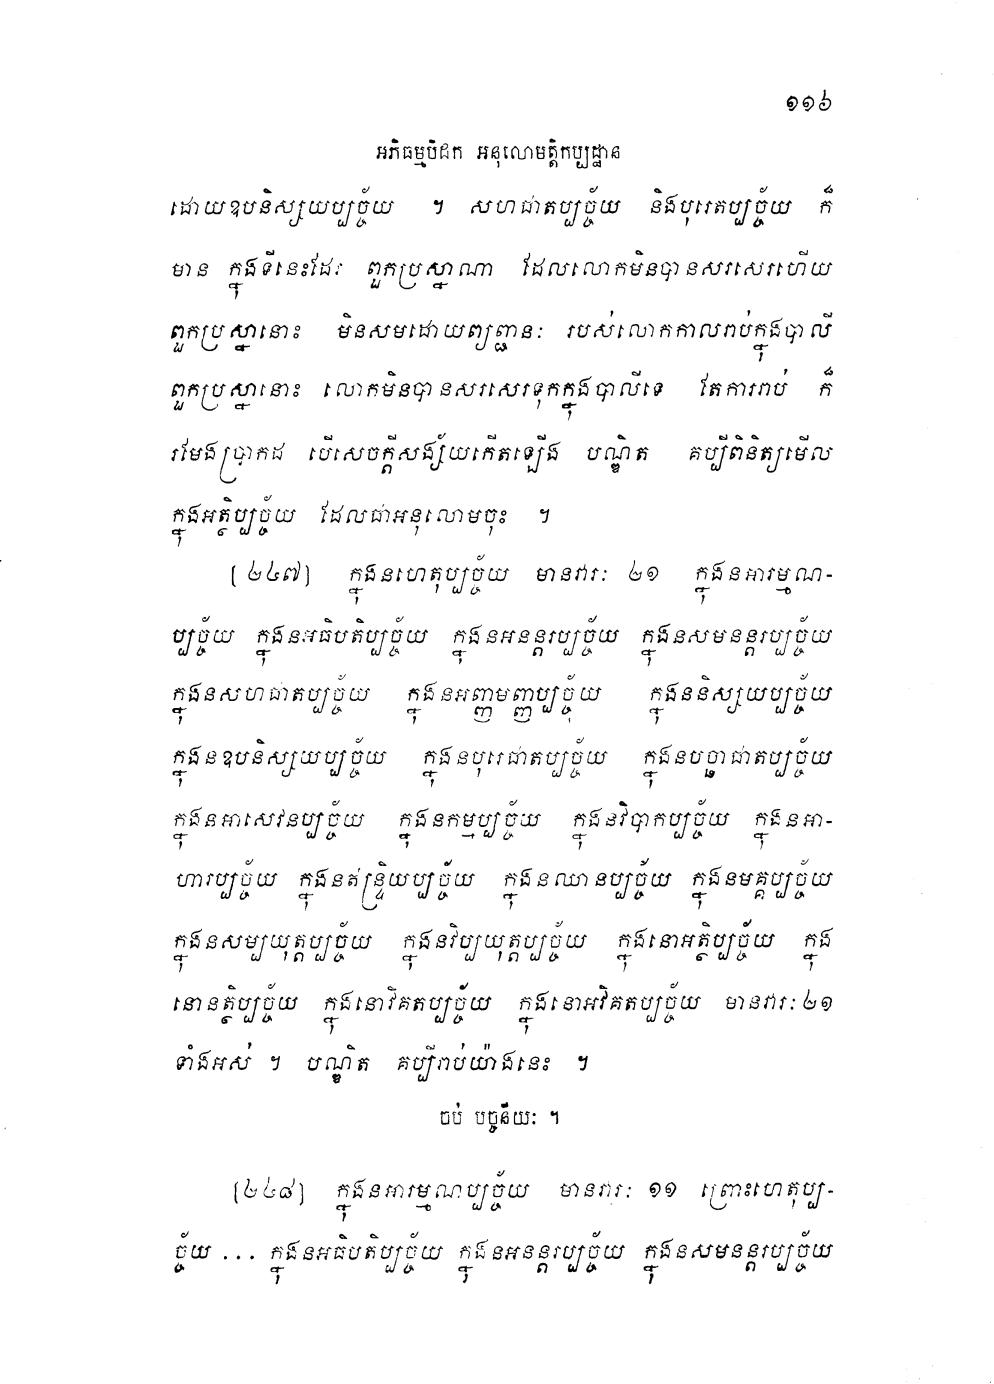 ១១៦
អភិធម្មបិដក អនុលោមត្តិកប្បដ្ឋាន
ដោយឧបនិស្សយប្បច្ច័យ ។ សហជាតប្បច្ច័យ និងបុរេតប្បច្ច័យ ក៏
មាន ក្នុងទីនេះដែរ ពួកប្រស្នាណា ដែលលោកមិនបានសរសេរហើយ
ពួកប្រស្នានោះ មិនសមដោយព្យញ្ជនៈ របស់លោកកាលរាប់ក្នុងបាលី
ពួកប្រស្នានោះ លោកមិនបានសរសេរទុកក្នុងបាលីទេ តែការរាប់ ក៏
រមែងប្រាកដ បើសេចក្តីសង្ស័យកើតឡើង បណ្ឌិត គប្បីពិនិត្យមើល
ក្នុងអត្ថិប្បច្ច័យ ដែលជាអនុលោមចុះ ។
[២៤៧] ក្នុងនហេតុប្បច្ច័យ មានវារៈ ២១ ក្នុងនអារម្មណ-
ប្បច្ច័យ ក្នុងនអធិបតិប្បច្ច័យ ក្នុងនអនន្តរប្បច្ច័យ ក្នុងនសមនន្តរប្បច្ច័យ
ក្នុងនសហជាតប្បច្ច័យ ក្នុងនអញ្ញមញ្ញប្បច្ច័យ ក្នុងននិស្សយប្បច្ច័យ
ក្នុងនឧបនិស្សយប្បច្ច័យ ក្នុងនបុរេជាតប្បច្ច័យ ក្នុងនបច្ឆាជាតប្បច្ច័យ
ក្នុងនអាសេវនប្បច្ច័យ ក្នុងនកម្មប្បច្ច័យ ក្នុងនវិបាកប្បច្ច័យ ក្នុងនអា-
ហារប្បច្ច័យ ក្នុងនឥន្ទ្រិយប្បច្ច័យ ក្នុងនឈានប្បច្ច័យ ក្នុងនមគ្គប្បច្ច័យ
ក្នុងនសម្បយុត្តប្បច្ច័យ ក្នុងនវិប្បយុត្តប្បច្ច័យ ក្នុងនោអត្ថិប្បច្ច័យ ក្នុង
នោនត្ថិប្បច្ច័យ ក្នុងនោវិគតប្បច្ច័យ ក្នុងនោអវិគតប្បច្ច័យ មានវារៈ ២១
ទាំងអស់ ។ បណ្ឌិត គប្បីរាប់យ៉ាងនេះ ។
ចប់ បច្ចនីយៈ ។
[២៤៨] ក្នុងនអារម្មណប្បច្ច័យ មានវារៈ ១១ ព្រោះហេតុប្ប-
ច្ច័យ ... ក្នុងនអធិបតិប្បច្ច័យ ក្នុងនអនន្តរប្បច្ច័យ ក្នុងនសមនន្តរប្បច្ច័យ